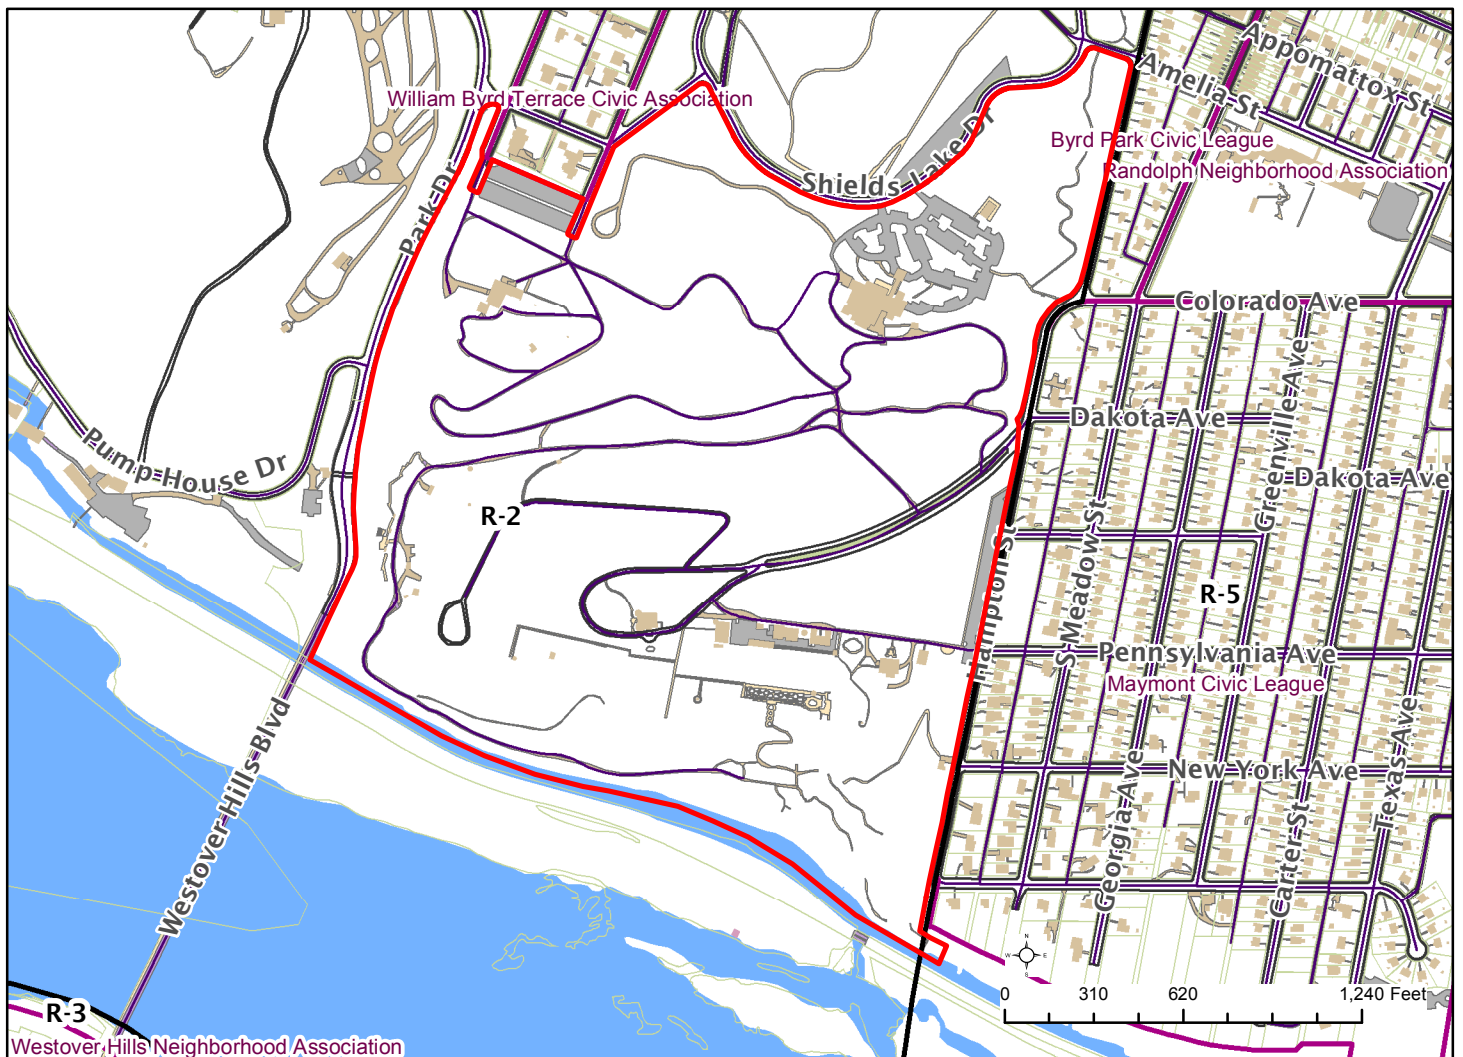 Appomattox St
Amelia St
William Byrd Terrace Civic Association
Byrd Park Civic League
Randolph Neighborhood Association
Shields Lake Dr
Park Dr
Colorado Ave
Greenville Ave
Dakota Ave
Dakota Ave
Pump House Dr
R-2
Hampton St
S Meadow St
R-5
Pennsylvania Ave
Maymont Civic League
Westover Hills Blvd
New York Ave
Georgia Ave
Carter St
Texas Ave
N
W E
S
0 310 620 1,240 Feet
R-3
Westover Hills Neighborhood Association